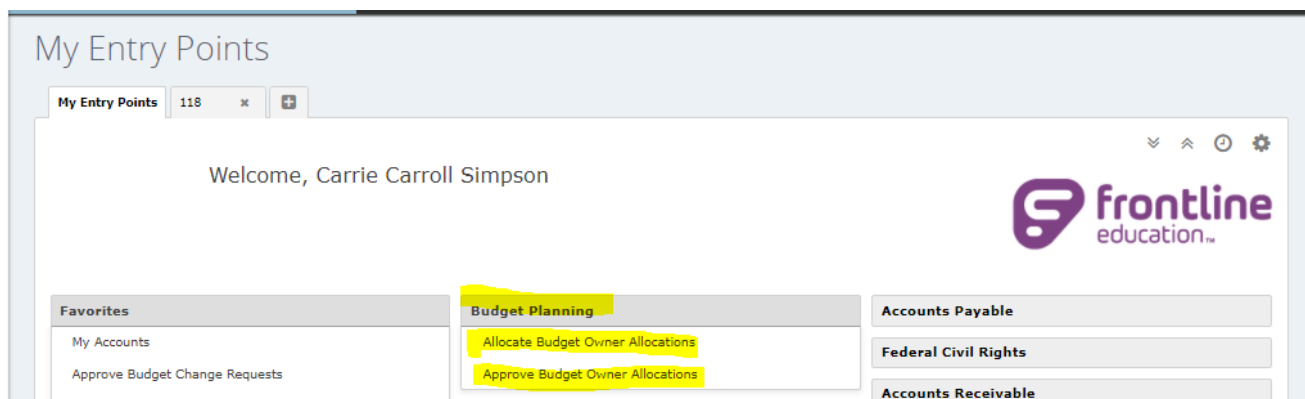 My Entry Points
My Entry Points 118
Welcome, Carrie Carroll Simpson
frontline
education™
Favorites
My Accounts
Approve Budget Change Requests
Budget Planning
Allocate Budget Owner Allocations
Approve Budget Owner Allocations
Accounts Payable
Federal Civil Rights
Accounts Receivable